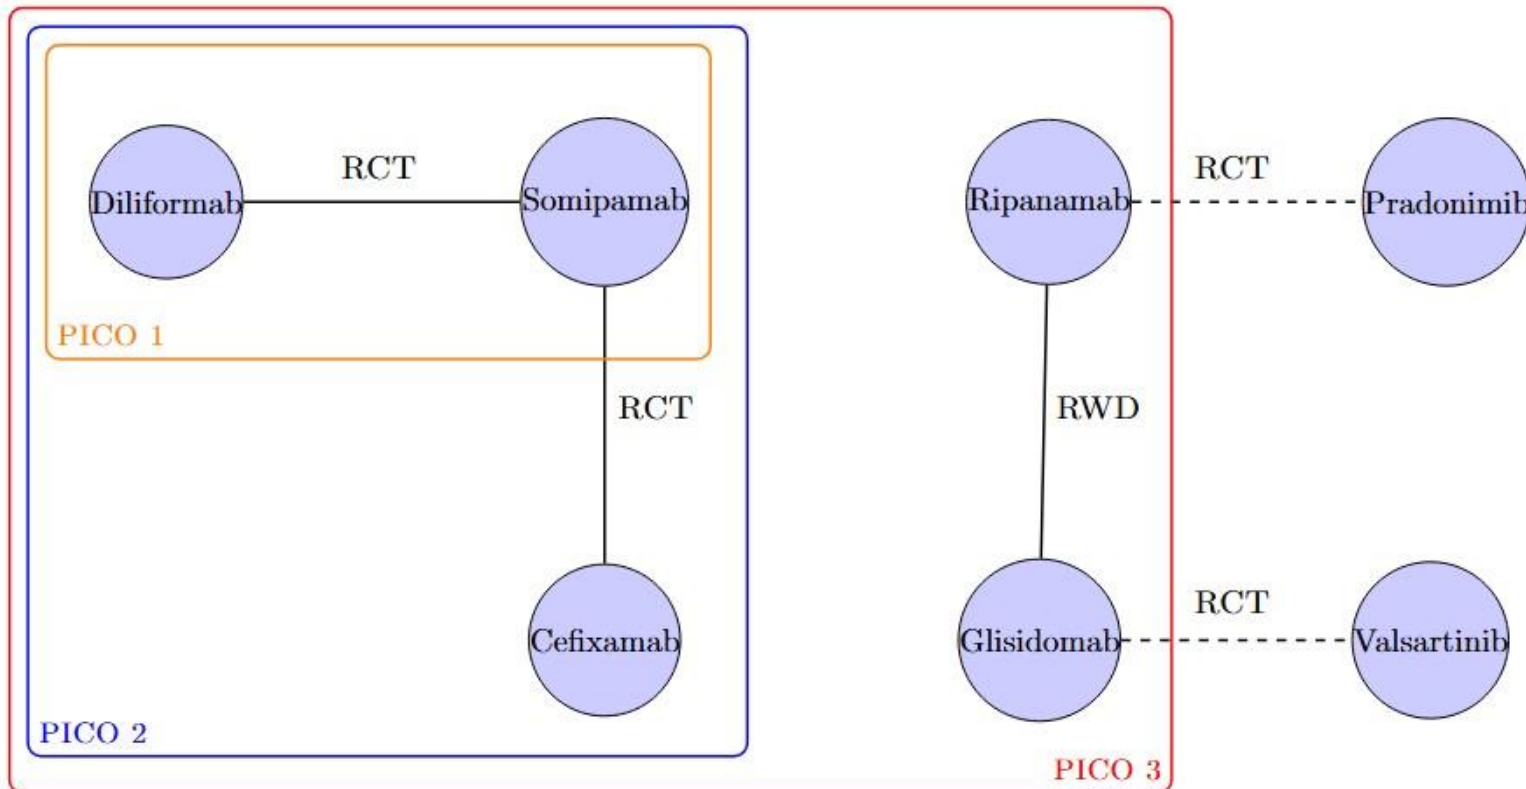 RCT
RCT
Diliformab
Somipamab
Ripanamab
Pradonimib
PICO 1
RCT
RWD
RCT
Cefixamab
Glisidomab
Valsartinib
PICO 2
PICO 3